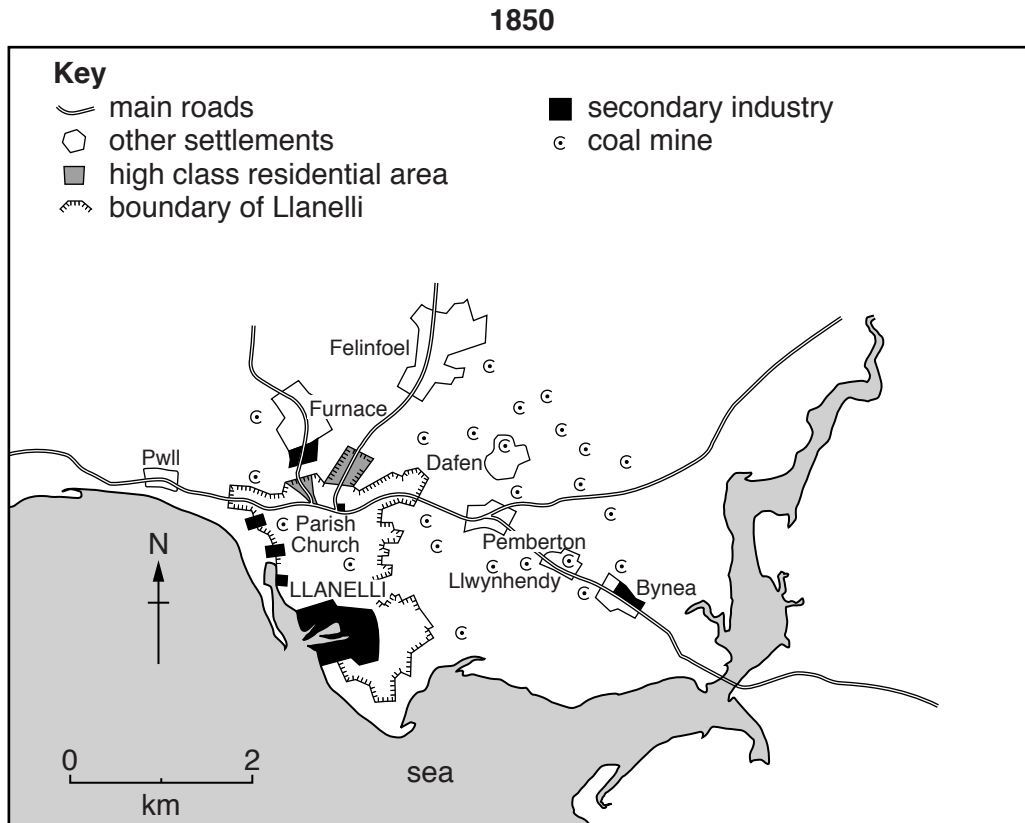 1850
Key
main roads
other settlements
high class residential area
boundary of Llanelli
secondary industry
coal mine
Felinfoel
Furnace
Pwll
Dafen
Parish
Church
Pemberton
Llwynhendy
Bynea
N
LLANELLI
0 2
km
sea